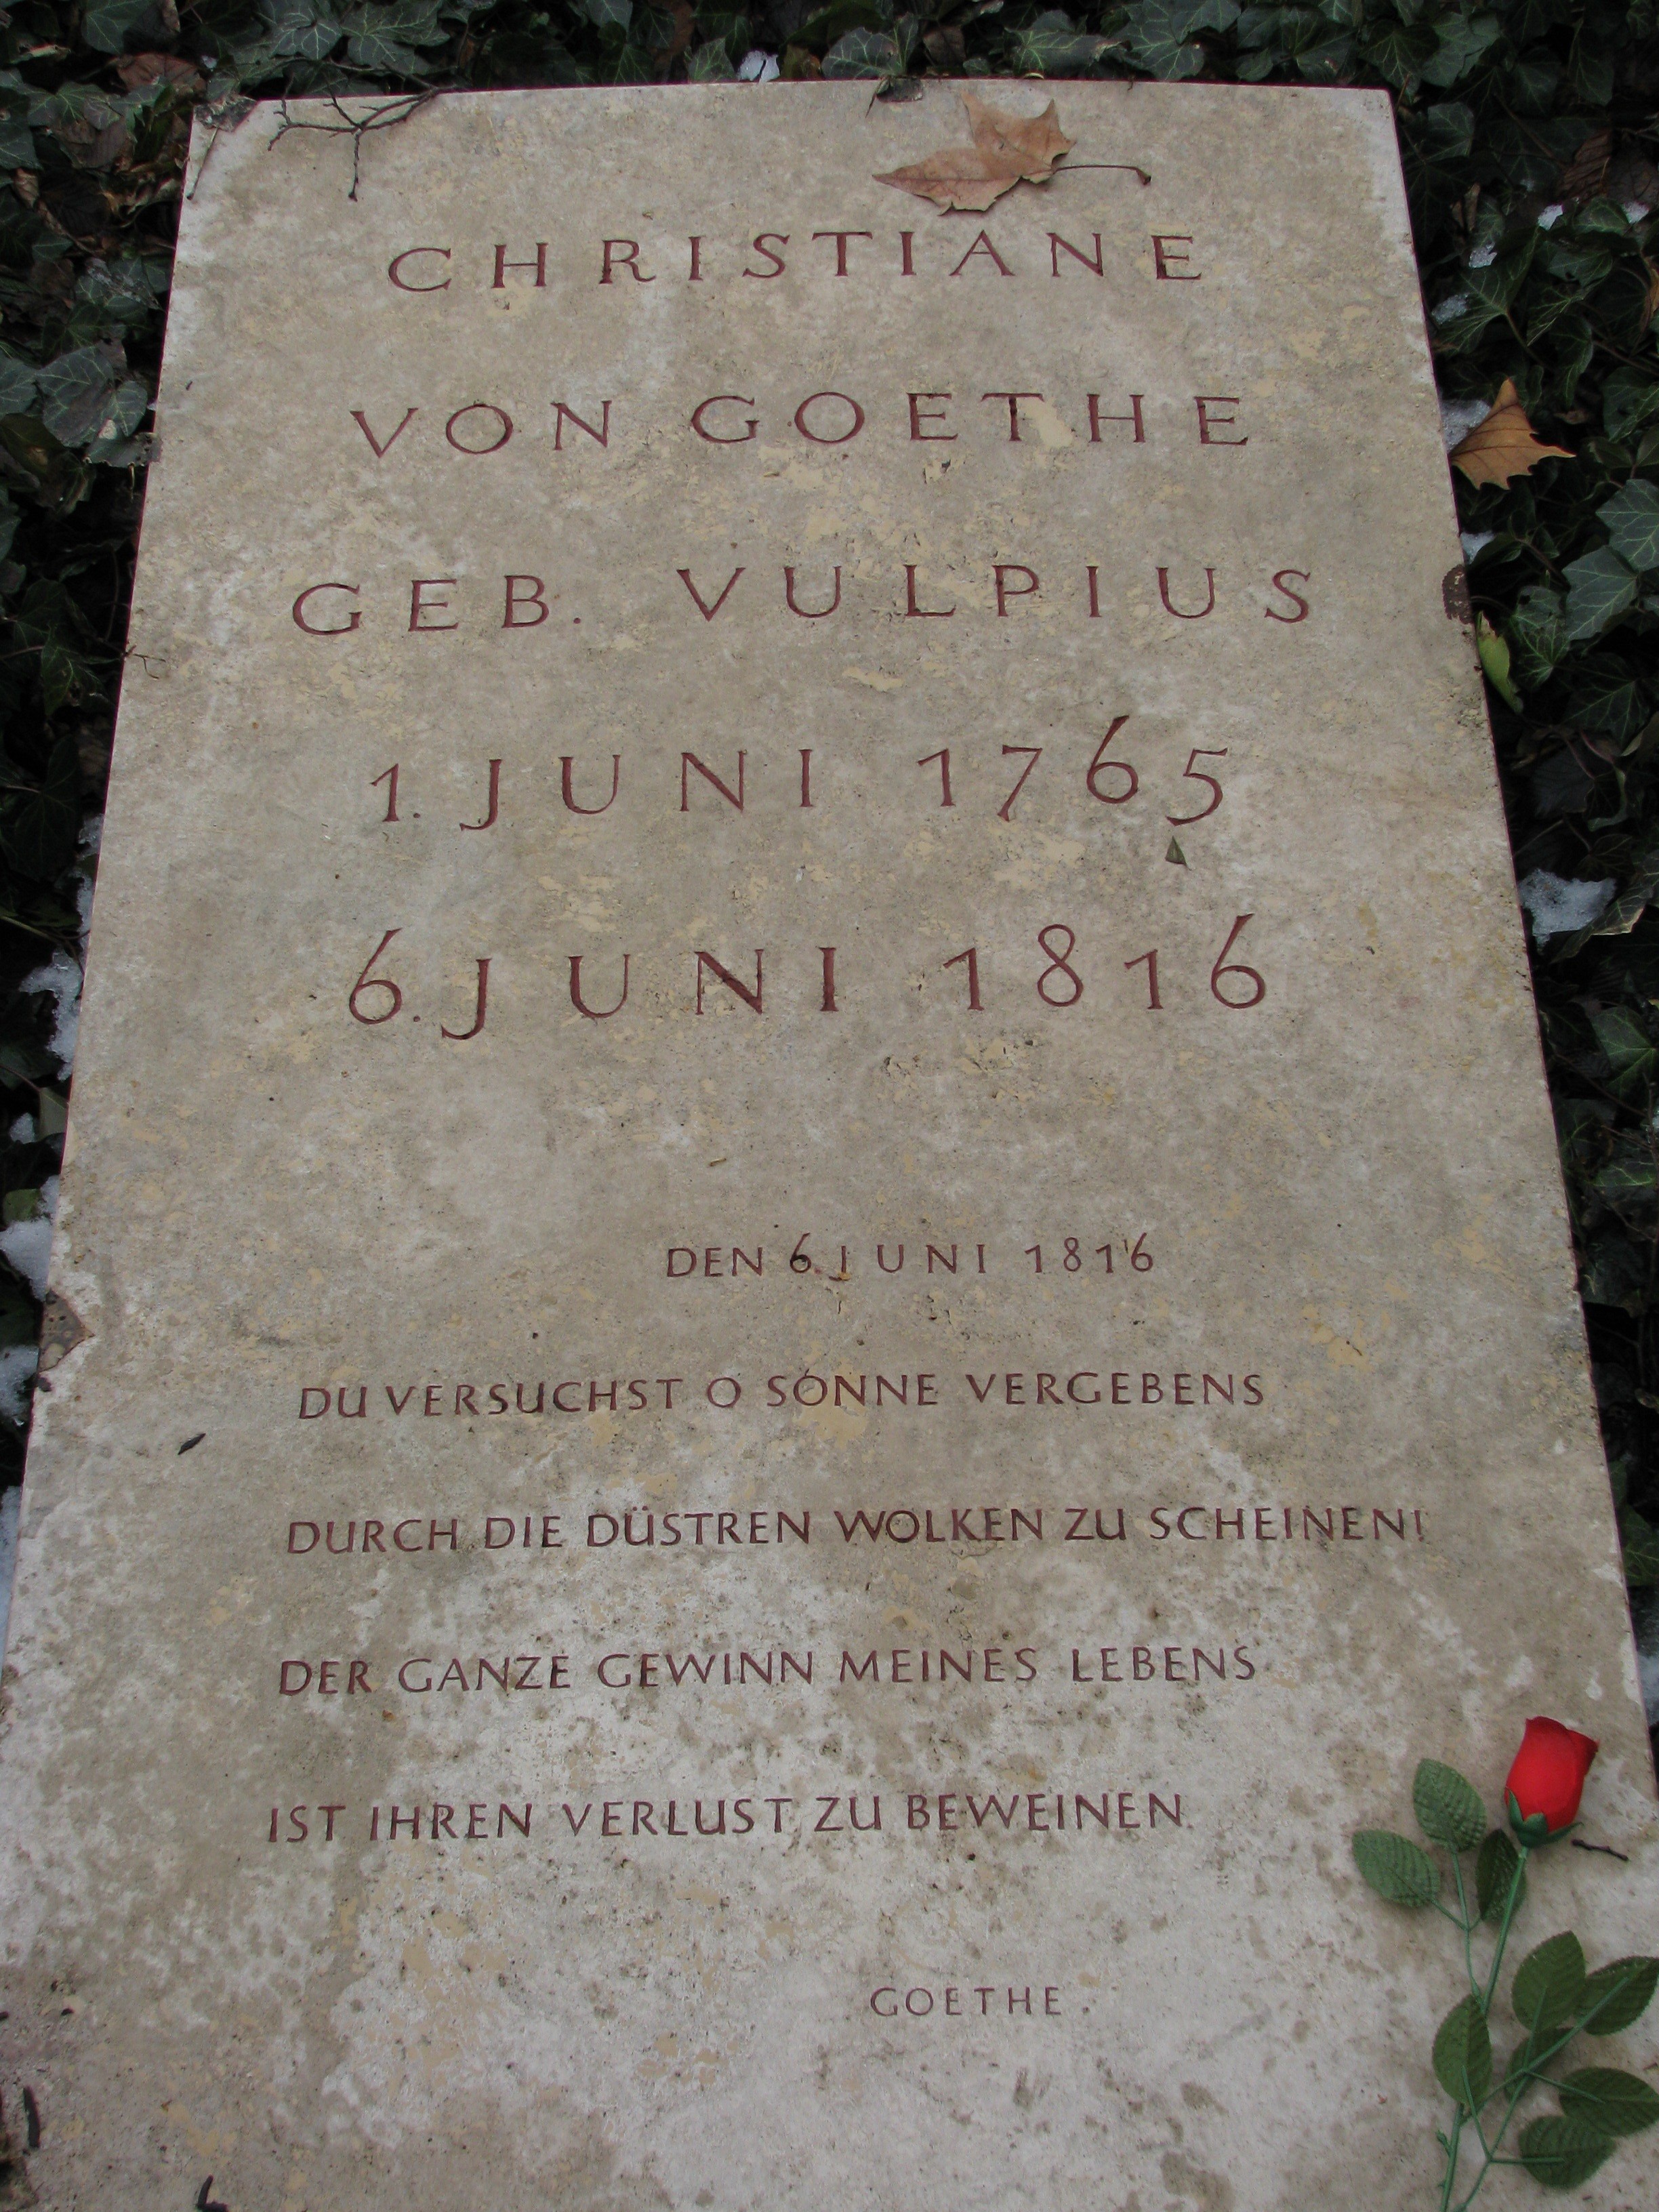 CHRISTIANE
VON GOETHE
GEB. VULPIUS
1. JUNI 1765
6. JUNI 1816
DEN 6. JUNI 1816
DU VERSUCHST O SONNE VERGEBENS
DURCH DIE DÜSTREN WOLKEN ZU SCHEINEN!
DER GANZE GEWINN MEINES LEBENS
IST IHREN VERLUST ZU BEWEINEN.
GOETHE.